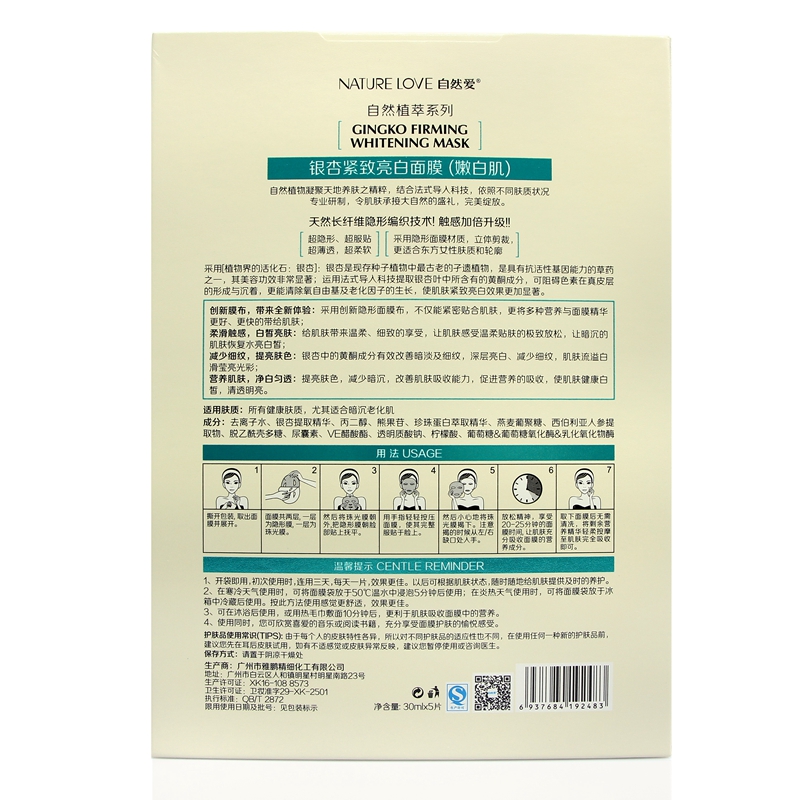 NATURE LOVE 自然爱®
自然植萃系列
GINGKO FIRMING
WHITENING MASK
银杏紧致亮白面膜（嫩白肌）
自然植物凝聚天地养肤之精粹，结合法式导入科技，依照不同肤质状况
专业研制，令肌肤承接大自然的盛礼，完美绽放。
天然长纤维隐形编织技术！触感加倍升级!!
超隐形、超服贴
超薄透，超柔软
采用隐形面膜材质，立体剪裁，
更适合东方女性肤质和轮廓
采用[植物界的活化石：银杏]：银杏是现存种子植物中最古老的孑遗植物，是具有抗活性基因能力的草药
之一，其美容功效非常显著；运用法式导入科技提取银杏叶中所含有的黄酮成分，可阻碍色素在真皮层
的形成与沉着，更能清除氧自由基及老化因子的生长，使肌肤紧致亮白效果更加显著。
创新膜布，带来全新体验：采用创新隐形面膜布，不仅能紧密贴合肌肤，更将多种营养与面膜精华
更好、更快的带给肌肤；
柔滑触感，白皙亮肤：给肌肤带来温柔、细致的享受，让肌肤感受温柔贴肤的极致放松，让暗沉的
肌肤恢复水亮白皙；
减少细纹，提亮肤色：银杏中的黄酮成分有效改善暗淡及细纹，深层亮白、减少细纹，肌肤流溢白
滑莹亮光彩；
营养肌肤，净白匀透：提亮肤色，减少暗沉，改善肌肤吸收能力，促进营养的吸收，使肌肤健康白
皙，清透明亮。
适用肤质：所有健康肤质，尤其适合暗沉老化肌
成分：去离子水、银杏提取精华、丙二醇、熊果苷、珍珠蛋白萃取精华、燕麦葡聚糖、西伯利亚人参提
取物、脱乙酰壳多糖、尿囊素、VE醋酸酯、透明质酸钠、柠檬酸、葡萄糖&葡萄糖氧化酶&乳化氧化物酶
用 法 USAGE
1 2 3 4 5 6 7
撕开包装，取出面
膜并展开。
面膜共两层，一层
为隐形膜，一层为
珠光膜。
然后将珠光膜朝
外，把隐形膜朝脸
部贴上抚平。
用手指轻轻按压
面膜，使其完整
服贴于脸上。
然后小心地将珠
光膜揭下。注意
揭的时候从左/右
缺口处入手。
放松精神，享受
20-25分钟的面
膜时间，让肌肤充
分吸收面膜的营
养成分。
取下面膜后无需
清洗，将剩余营
养精华轻柔按摩
至肌肤完全吸收
即可。
温馨提示 CENTLE REMINDER
1、开袋即用，初次使用时，连用三天，每天一片，效果更佳。以后可根据肌肤状态，随时随地给肌肤提供及时的养护。
2、在寒冷天气使用时，可将面膜袋放于50℃温水中浸泡5分钟后使用；在炎热天气使用时，可将面膜袋放于冰
箱中冷藏后使用。按此方法使用感觉更舒适，效果更佳。
3、可在沐浴后使用，或用热毛巾敷面10分钟后，更利于肌肤吸收面膜中的营养。
4、使用同时，您可欣赏喜爱的音乐或阅读书籍，充分享受面膜护肤的愉悦感受。
护肤品使用常识(TIPS)：由于每个人的皮肤特性各异，所以对不同护肤品的适应性也不同，在使用任何一种新的护肤品前，
建议您先在耳后皮肤试用，如有不适感觉或皮肤异常反映，建议您暂停使用或咨询医生。
保存方式：请置于阴凉干燥处
生产商：广州市雅鹏精细化工有限公司
地址：广州市白云区人和镇明星村明星南路23号
生产许可证：XK16-108 8573
卫生许可证：卫妆准字29-XK-2501
执行标准：QB/T 2872
限用使用日期及批号：见包装标示
净含量：30mlx5片
6 937684 192483